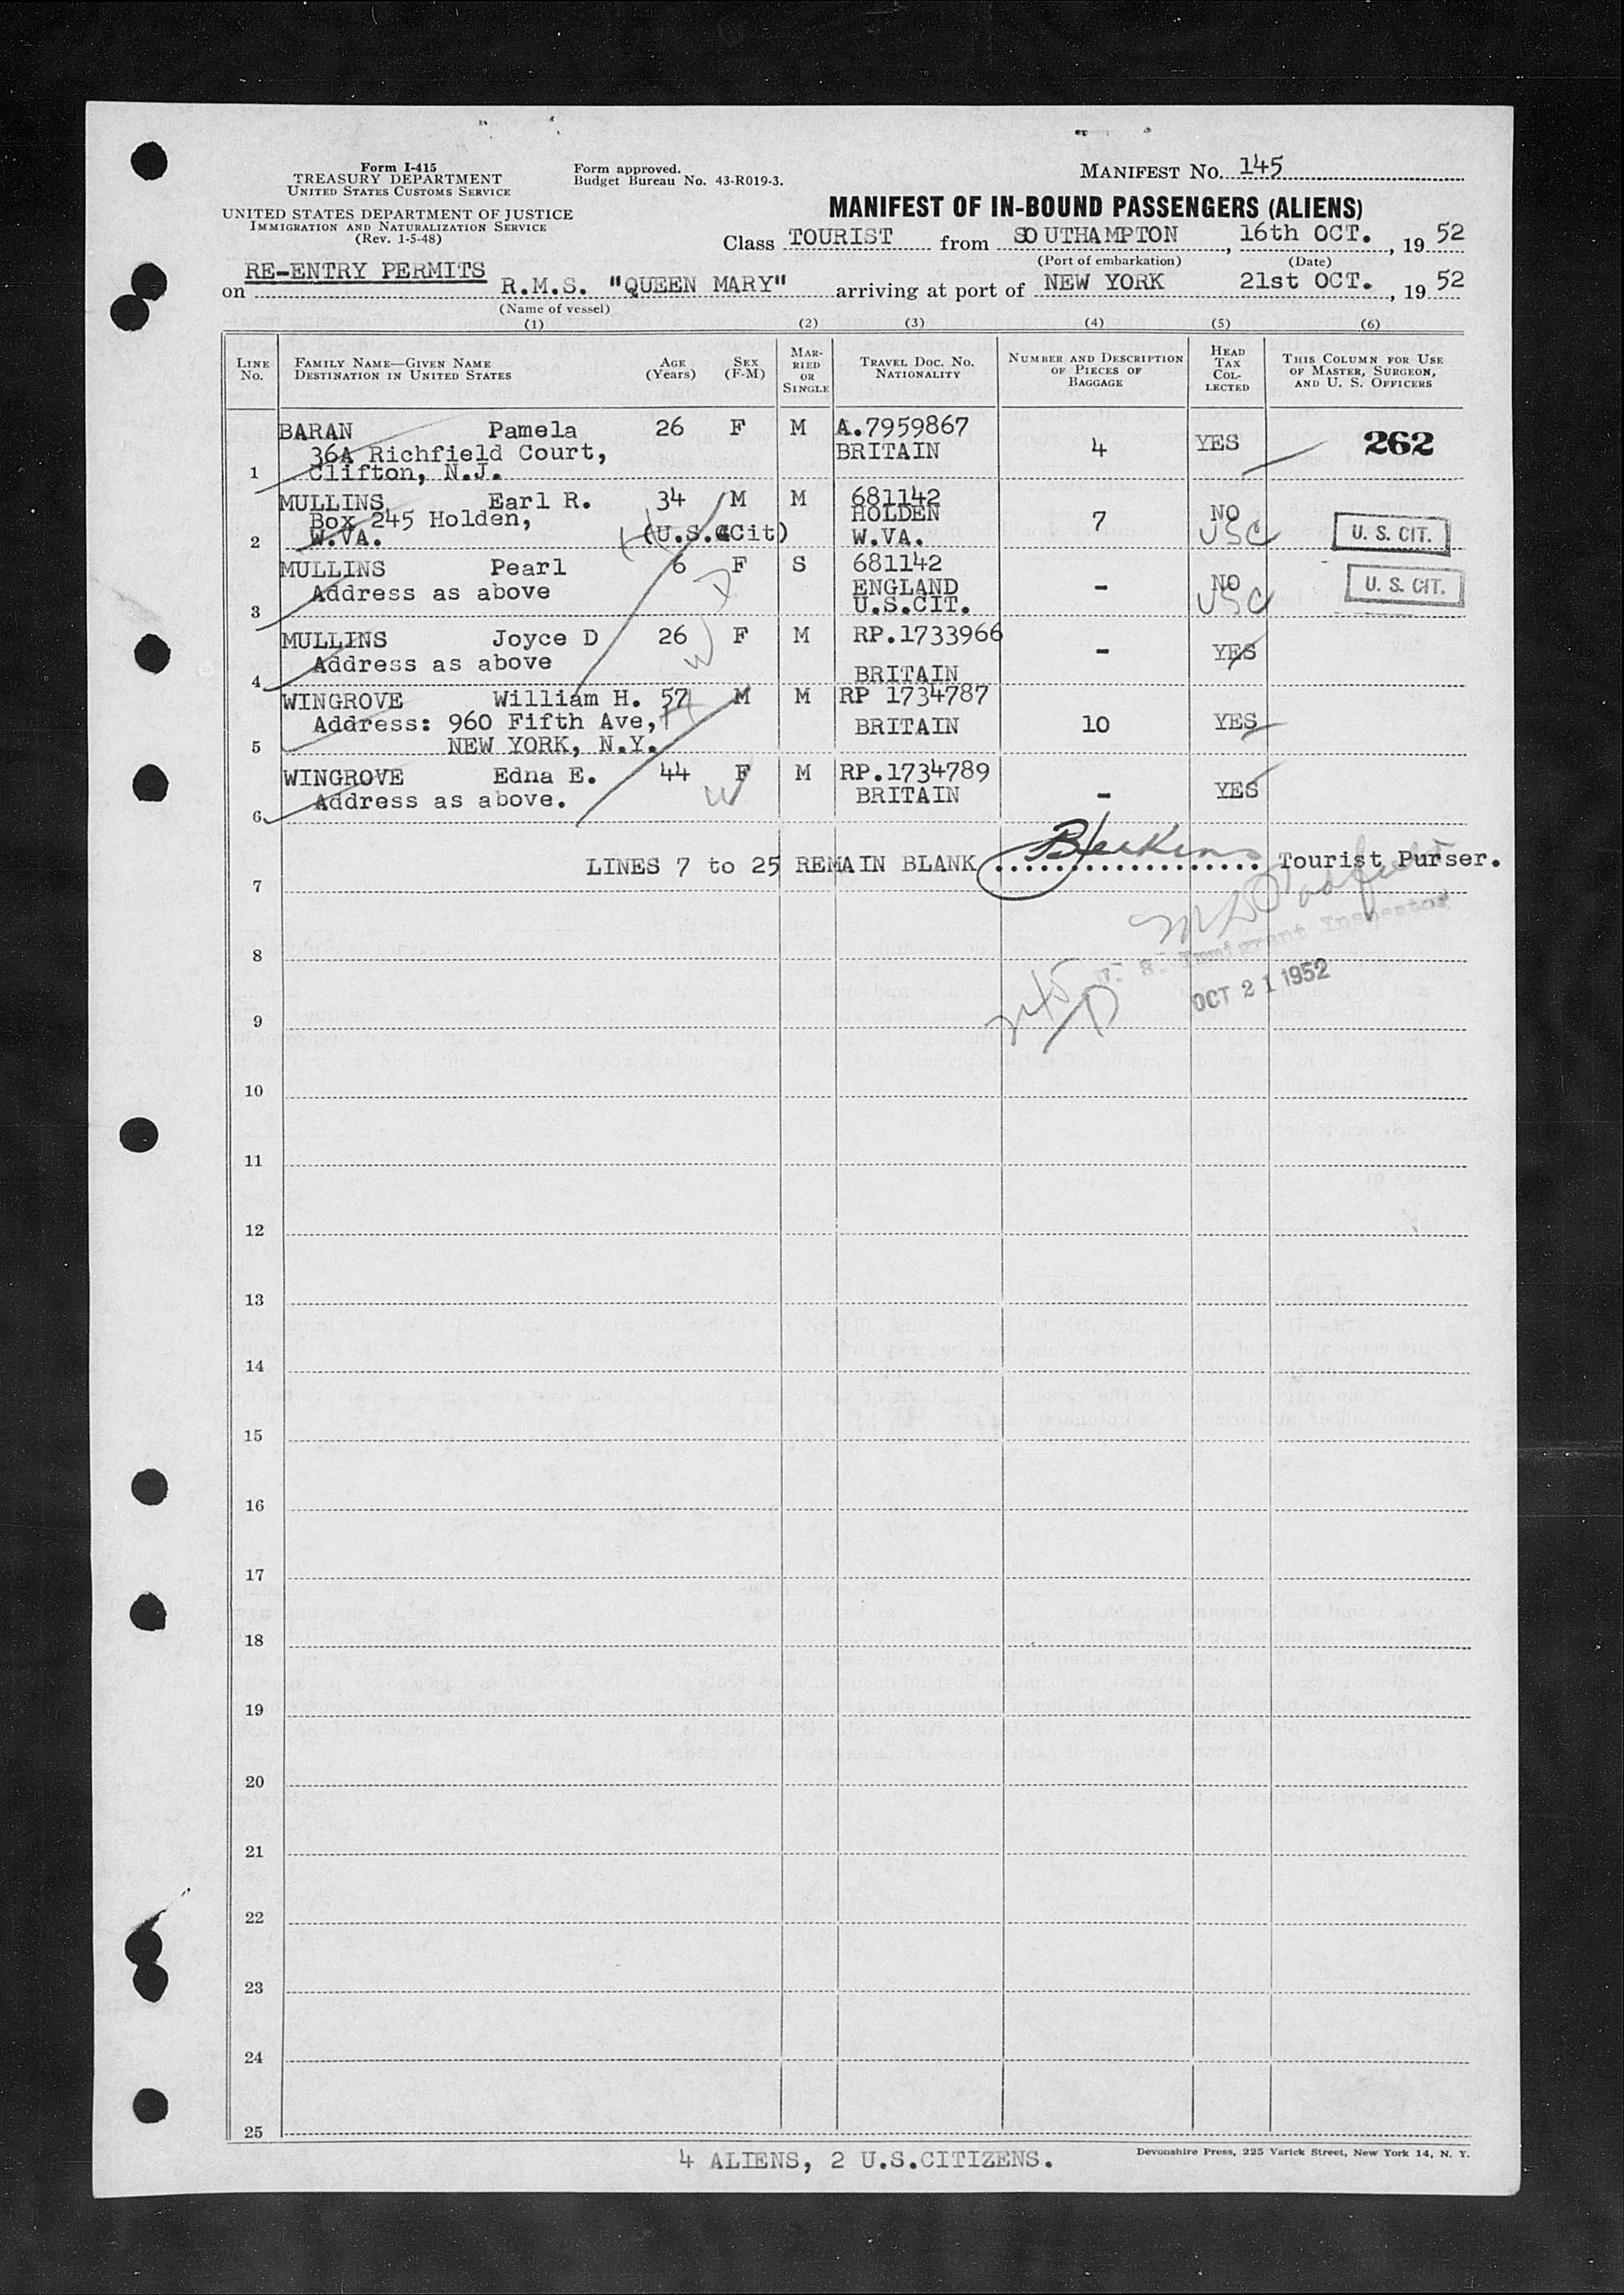 Form I-415
TREASURY DEPARTMENT
UNITED STATES CUSTOMS SERVICE
Form approved.
Budget Bureau No. 43-R019-3.
MANIFEST No. 145
UNITED STATES DEPARTMENT OF JUSTICE
IMMIGRATION AND NATURALIZATION SERVICE
(Rev. 1-5-48)
MANIFEST OF IN-BOUND PASSENGERS (ALIENS)
Class TOURIST from SOUTHAMPTON, 16th OCT., 19 52
(Port of embarkation) (Date)
RE-ENTRY PERMITS
on R.M.S. "QUEEN MARY" arriving at port of NEW YORK 21st OCT., 19 52
(Name of vessel)
(1) (2) (3) (4) (5) (6)
LINE No. FAMILY NAME—GIVEN NAME DESTINATION IN UNITED STATES AGE (Years) SEX (F-M) MARRIED OR SINGLE TRAVEL DOC. No. NATIONALITY NUMBER AND DESCRIPTION OF PIECES OF BAGGAGE HEAD TAX COLLECTED THIS COLUMN FOR USE OF MASTER, SURGEON, AND U. S. OFFICERS
BARAN Pamela 26 F M A.7959867
36A Richfield Court, BRITAIN 4 YES 262
1 Clifton, N.J.
MULLINS Earl R. 34 M M 681142
Box 245 Holden, HOLDEN 7 NO
2 W.VA. (U.S. Cit) W.VA. USC U. S. CIT.
MULLINS Pearl 6 F S 681142
Address as above ENGLAND - NO U. S. CIT.
3 U.S.CIT. USC
MULLINS Joyce D 26 F M RP.1733966
Address as above - YES
4 BRITAIN
WINGROVE William H. 57 M M RP 1734787
Address: 960 Fifth Ave, BRITAIN 10 YES
5 NEW YORK, N.Y.
WINGROVE Edna E. 44 F M RP.1734789
Address as above. BRITAIN - YES
6
LINES 7 to 25 REMAIN BLANK Tourist Purser.
7
U. S. Immigrant Inspector
8
OCT 21 1952
9
10
11
12
13
14
15
16
17
18
19
20
21
22
23
24
25
4 ALIENS, 2 U.S.CITIZENS.
Devonshire Press, 225 Varick Street, New York 14, N. Y.